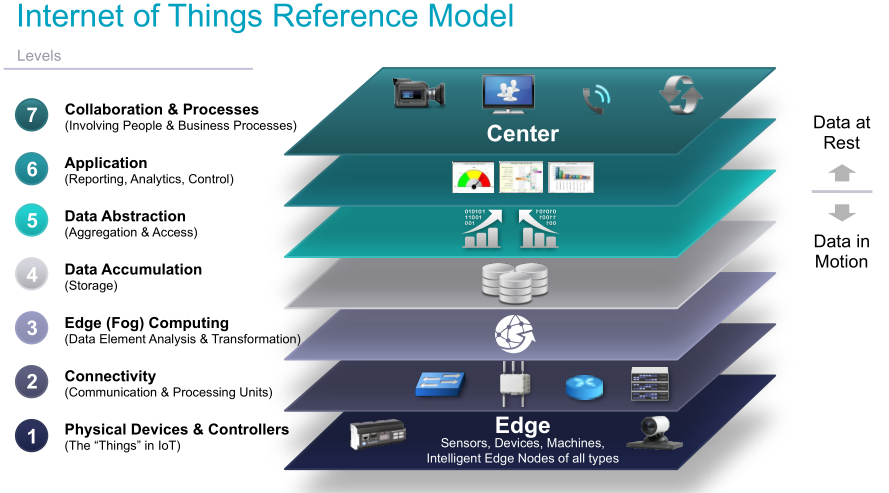 Internet of Things Reference Model
Levels
7
Collaboration & Processes
(Involving People & Business Processes)
6
Application
(Reporting, Analytics, Control)
5
Data Abstraction
(Aggregation & Access)
4
Data Accumulation
(Storage)
3
Edge (Fog) Computing
(Data Element Analysis & Transformation)
2
Connectivity
(Communication & Processing Units)
1
Physical Devices & Controllers
(The “Things” in IoT)
Center
010101
11001
001
Edge
Sensors, Devices, Machines,
Intelligent Edge Nodes of all types
Data at
Rest
Data in
Motion